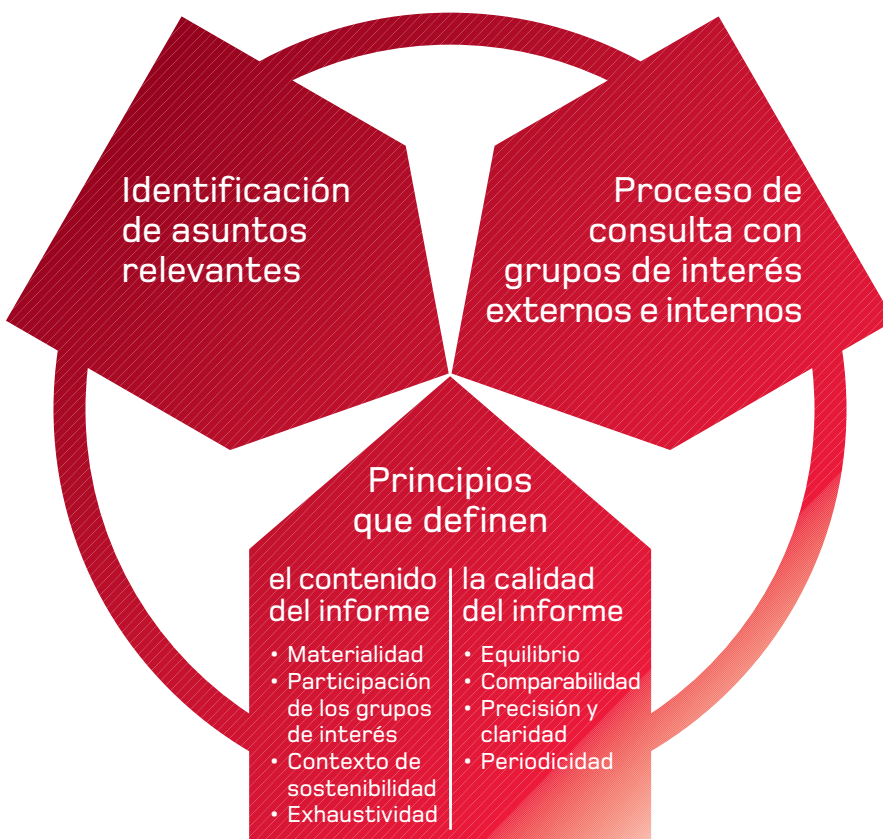 Identificación
de asuntos
relevantes
Proceso de
consulta con
grupos de interés
externos e internos
Principios
que definen
el contenido
del informe
• Materialidad
• Participación
de los grupos
de interés
• Contexto de
sostenibilidad
• Exhaustividad
la calidad
del informe
• Equilibrio
• Comparabilidad
• Precisión y
claridad
• Periodicidad